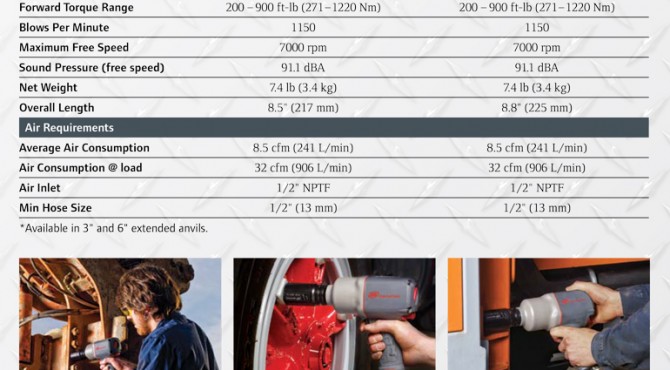 Forward Torque Range 200 – 900 ft-lb (271–1220 Nm) 200 – 900 ft-lb (271–1220 Nm)
Blows Per Minute 1150 1150
Maximum Free Speed 7000 rpm 7000 rpm
Sound Pressure (free speed) 91.1 dBA 91.1 dBA
Net Weight 7.4 lb (3.4 kg) 7.4 lb (3.4 kg)
Overall Length 8.5" (217 mm) 8.8" (225 mm)
Air Requirements
Average Air Consumption 8.5 cfm (241 L/min) 8.5 cfm (241 L/min)
Air Consumption @ load 32 cfm (906 L/min) 32 cfm (906 L/min)
Air Inlet 1/2" NPTF 1/2" NPTF
Min Hose Size 1/2" (13 mm) 1/2" (13 mm)
*Available in 3" and 6" extended anvils.